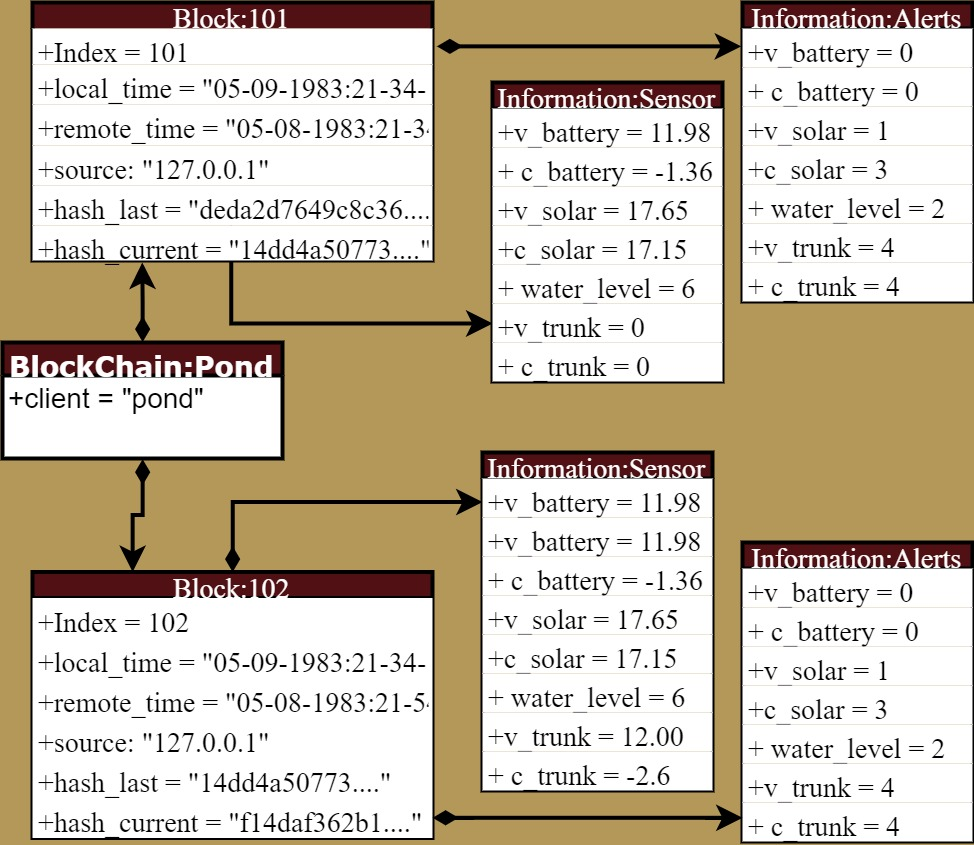 Block:101
+Index = 101
+local_time = "05-09-1983:21-34-
+remote_time = "05-08-1983:21-3
+source: "127.0.0.1"
+hash_last = "deda2d7649c8c36....
+hash_current = "14dd4a50773...."
Information:Alerts
+v_battery = 0
+ c_battery = 0
+v_solar = 1
+c_solar = 3
+ water_level = 2
+v_trunk = 4
+ c_trunk = 4
Information:Sensor
+v_battery = 11.98
+ c_battery = -1.36
+v_solar = 17.65
+c_solar = 17.15
+ water_level = 6
+v_trunk = 0
+ c_trunk = 0
BlockChain:Pond
+client = "pond"
Information:Sensor
+v_battery = 11.98
+v_battery = 11.98
+ c_battery = -1.36
+v_solar = 17.65
+c_solar = 17.15
+ water_level = 6
+v_trunk = 12.00
+ c_trunk = -2.6
Block:102
+Index = 102
+local_time = "05-09-1983:21-34-
+remote_time = "05-08-1983:21-5
+source: "127.0.0.1"
+hash_last = "14dd4a50773...."
+hash_current = "f14daf362b1...."
Information:Alerts
+v_battery = 0
+ c_battery = 0
+v_solar = 1
+c_solar = 3
+ water_level = 2
+v_trunk = 4
+ c_trunk = 4